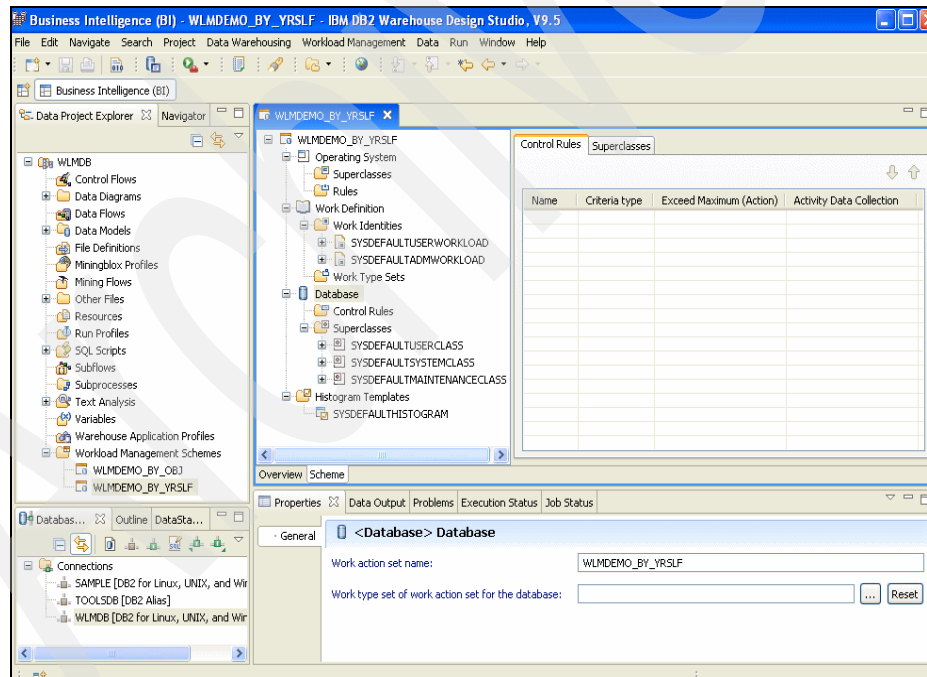 Business Intelligence (BI) - WLMDEMO_BY_YRSLF - IBM DB2 Warehouse Design Studio, V9.5
File Edit Navigate Search Project Data Warehousing Workload Management Data Run Window Help
Business Intelligence (BI)
Data Project Explorer Navigator
WLMDB
Control Flows
Data Diagrams
Data Flows
Data Models
File Definitions
Miningblox Profiles
Mining Flows
Other Files
Resources
Run Profiles
SQL Scripts
Subflows
Subprocesses
Text Analysis
Variables
Warehouse Application Profiles
Workload Management Schemes
WLMDEMO_BY_OBJ
WLMDEMO_BY_YRSLF
Databas... Outline DataSta...
Connections
SAMPLE [DB2 for Linux, UNIX, and Wir
TOOLSDB [DB2 Alias]
WLMDB [DB2 for Linux, UNIX, and Wir
WLMDEMO_BY_YRSLF
WLMDEMO_BY_YRSLF
Operating System
Superclasses
Rules
Work Definition
Work Identities
SYSDEFAULTUSERWORKLOAD
SYSDEFAULTADMWORKLOAD
Work Type Sets
Database
Control Rules
Superclasses
SYSDEFAULTUSERCLASS
SYSDEFAULTSYSTEMCLASS
SYSDEFAULTMAINTENANCECLASS
Histogram Templates
SYSDEFAULTHISTOGRAM
Overview Scheme
Control Rules Superclasses
Name Criteria type Exceed Maximum (Action) Activity Data Collection
Properties Data Output Problems Execution Status Job Status
General
<Database> Database
Work action set name: WLMDEMO_BY_YRSLF
Work type set of work action set for the database: ... Reset